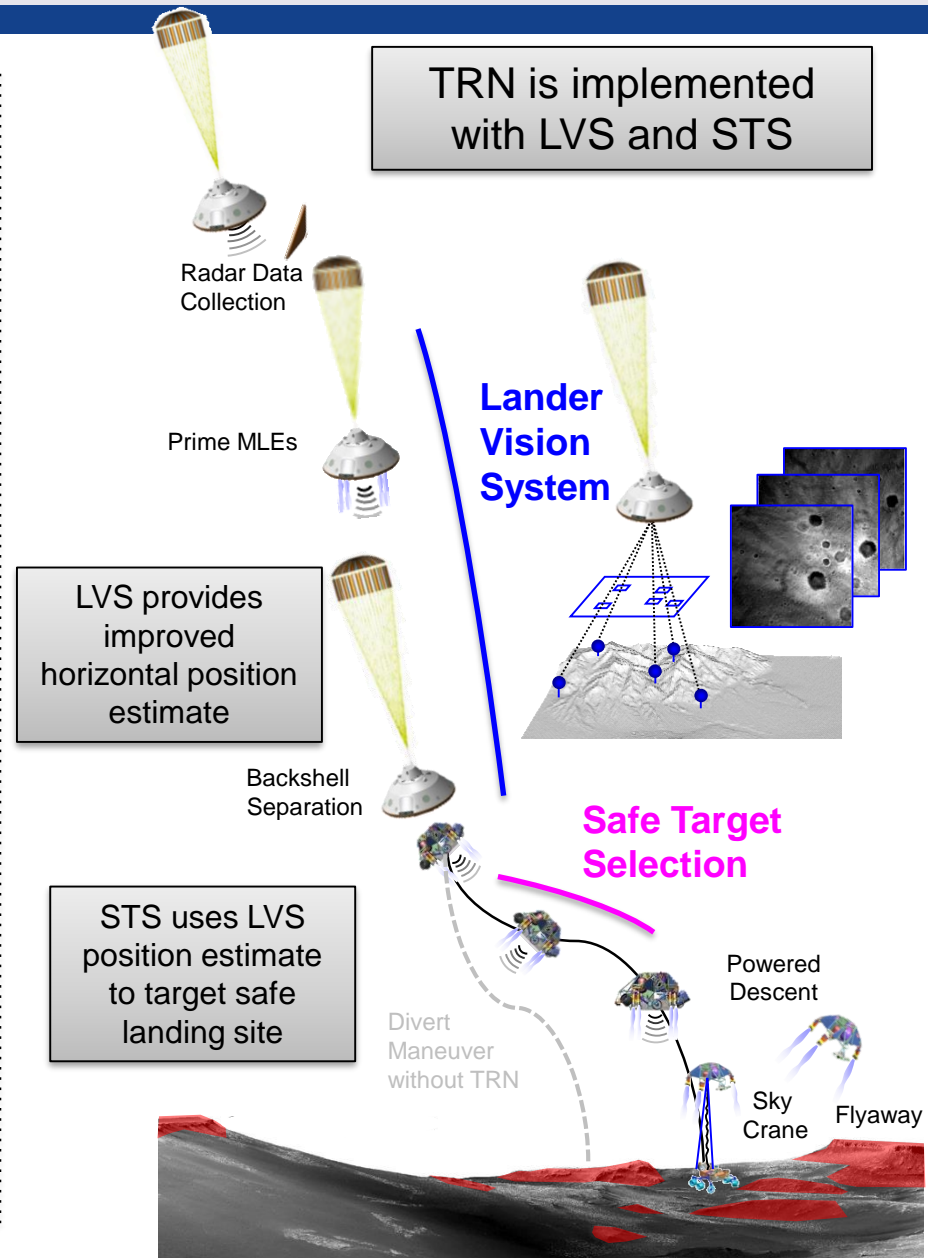 TRN is implemented
with LVS and STS
Radar Data
Collection
Prime MLEs
Lander
Vision
System
LVS provides
improved
horizontal position
estimate
Backshell
Separation
Safe Target
Selection
STS uses LVS
position estimate
to target safe
landing site
Divert
Maneuver
without TRN
Powered
Descent
Sky
Crane
Flyaway